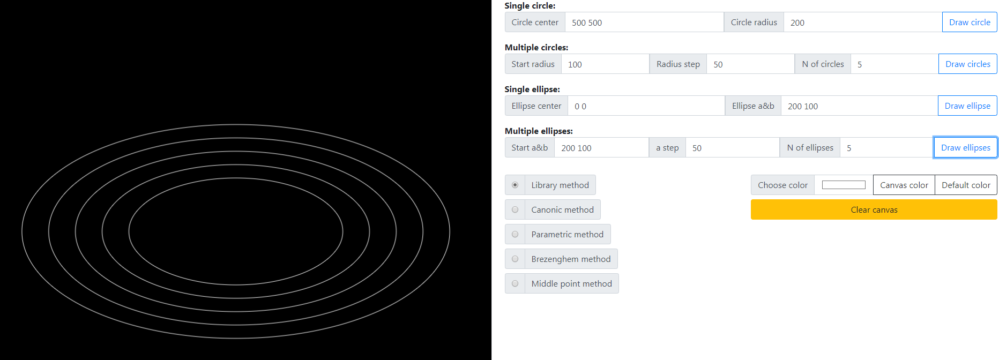 Single circle:
Circle center 500 500 Circle radius 200 Draw circle
Multiple circles:
Start radius 100 Radius step 50 N of circles 5 Draw circles
Single ellipse:
Ellipse center 0 0 Ellipse a&b 200 100 Draw ellipse
Multiple ellipses:
Start a&b 200 100 a step 50 N of ellipses 5 Draw ellipses
Library method Choose color Canvas color Default color
Canonic method Clear canvas
Parametric method
Brezenghem method
Middle point method